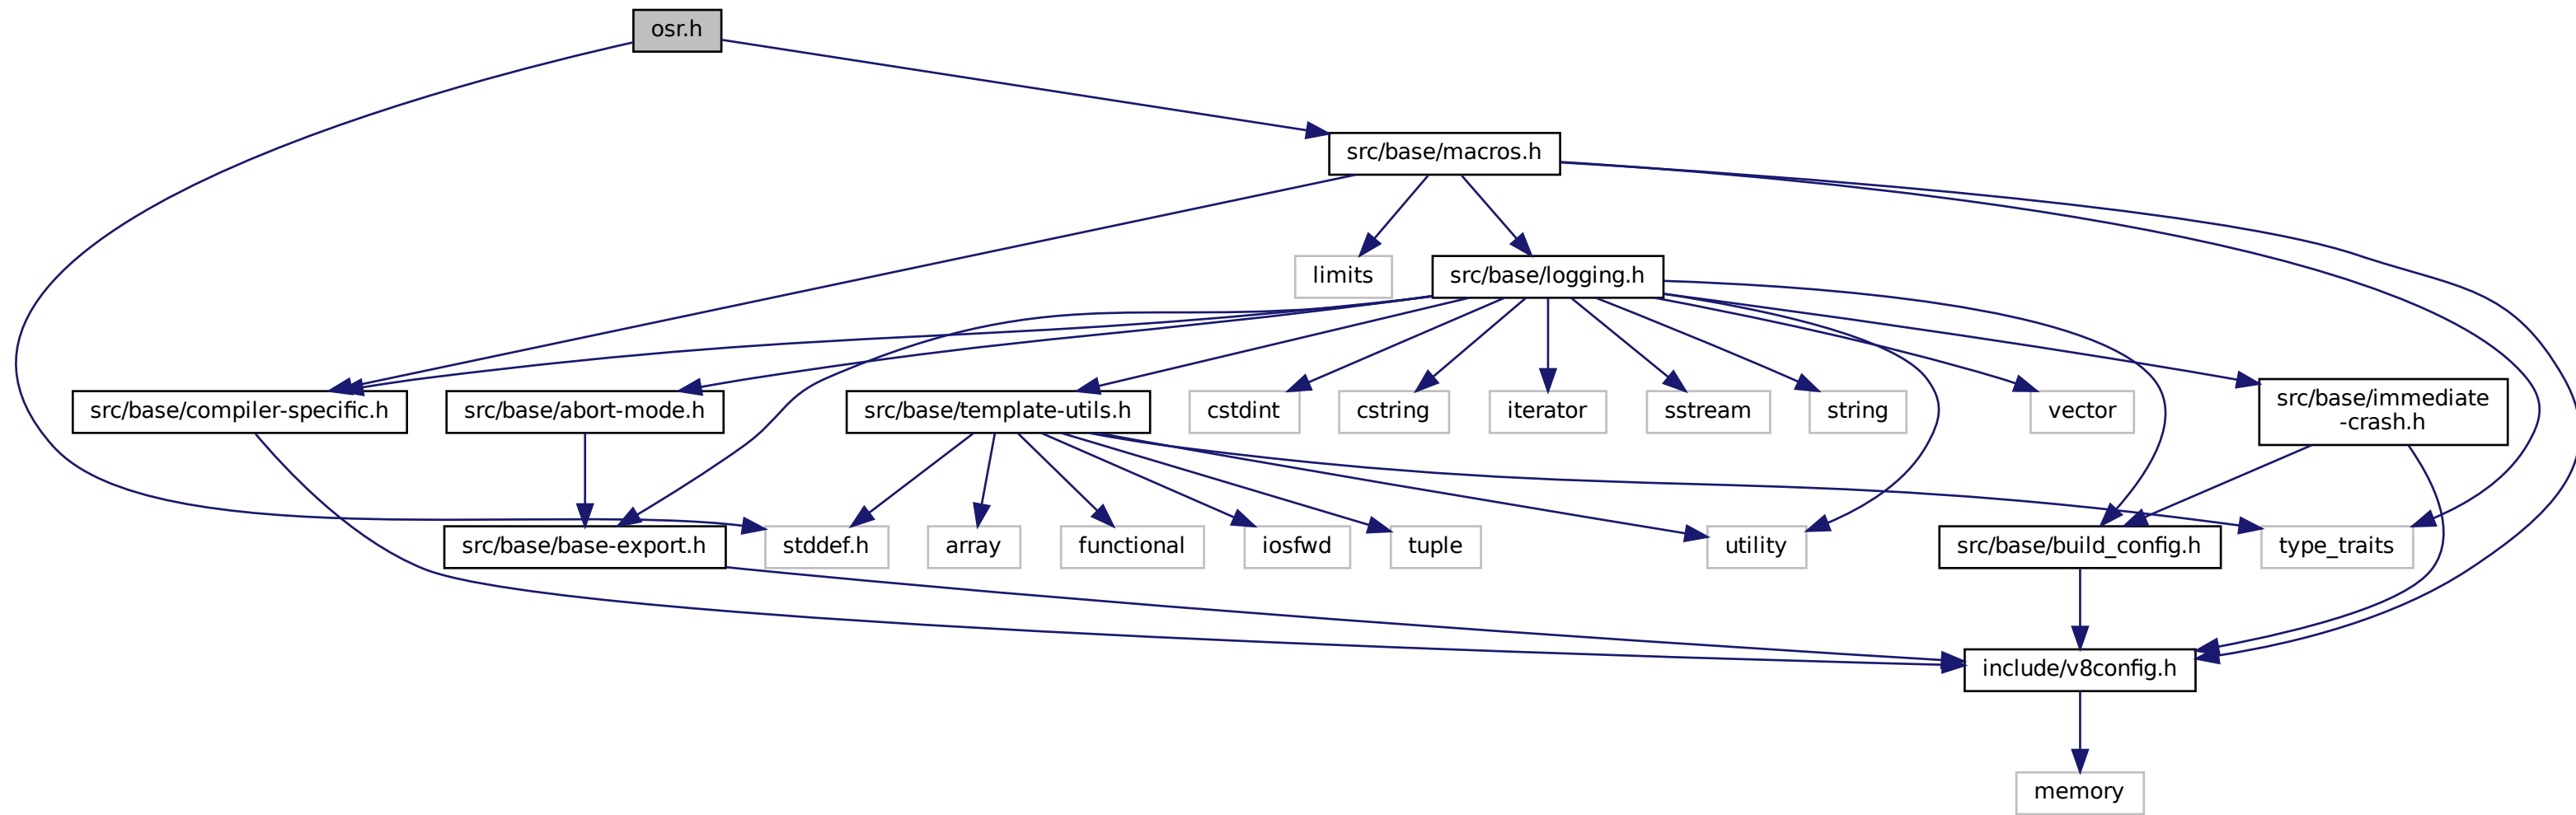 osr.h
src/base/macros.h
limits
src/base/logging.h
src/base/compiler-specific.h
src/base/abort-mode.h
src/base/template-utils.h
cstdint
cstring
iterator
sstream
string
vector
src/base/immediate
-crash.h
src/base/base-export.h
stddef.h
array
functional
iosfwd
tuple
utility
src/base/build_config.h
type_traits
include/v8config.h
memory